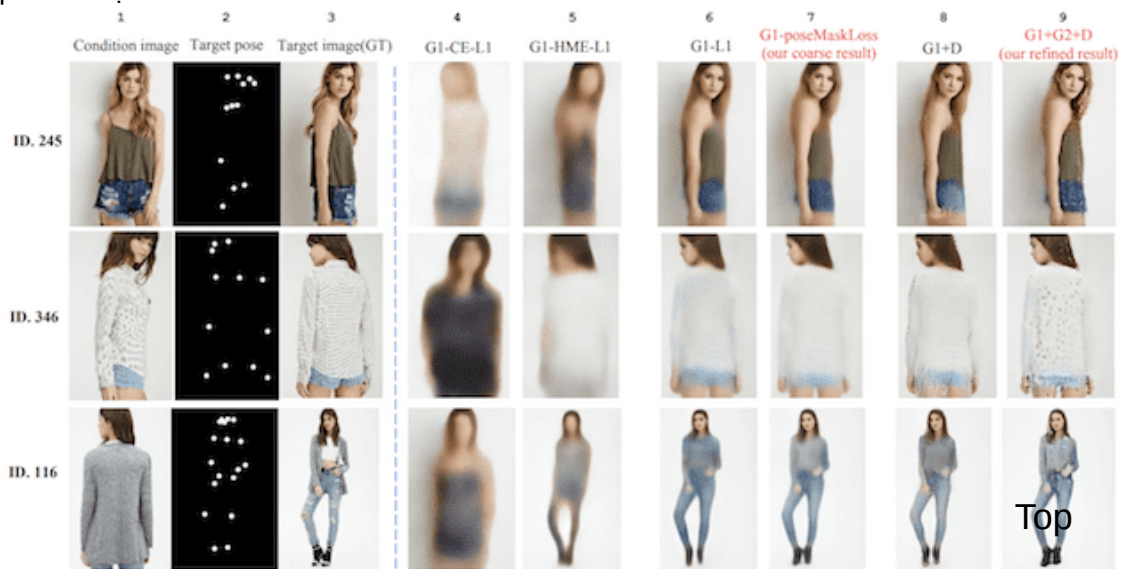 1 2 3 4 5 6 7 8 9
Condition image Target pose Target image(GT) G1-CE-L1 G1-HME-L1 G1-L1 G1-poseMaskLoss (our coarse result) G1+D G1+G2+D (our refined result)
ID. 245
ID. 346
ID. 116
Top